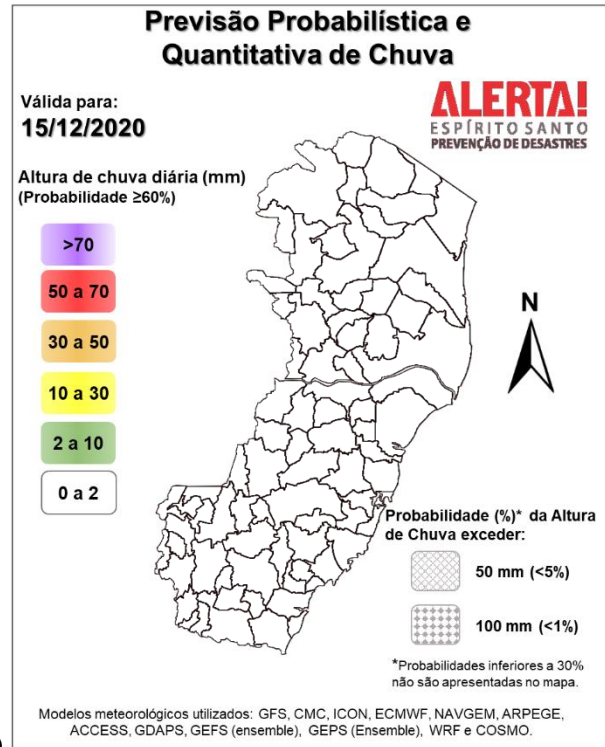 Previsão Probabilística e
Quantitativa de Chuva
Válida para:
15/12/2020
ALERTA!
ESPÍRITO SANTO
PREVENÇÃO DE DESASTRES
Altura de chuva diária (mm)
(Probabilidade ≥60%)
>70
50 a 70
30 a 50
10 a 30
2 a 10
0 a 2
N
Probabilidade (%)* da Altura
de Chuva exceder:
50 mm (<5%)
100 mm (<1%)
*Probabilidades inferiores a 30%
não são apresentadas no mapa.
Modelos meteorológicos utilizados: GFS, CMC, ICON, ECMWF, NAVGEM, ARPEGE,
ACCESS, GDAPS, GEFS (ensemble), GEPS (Ensemble), WRF e COSMO.